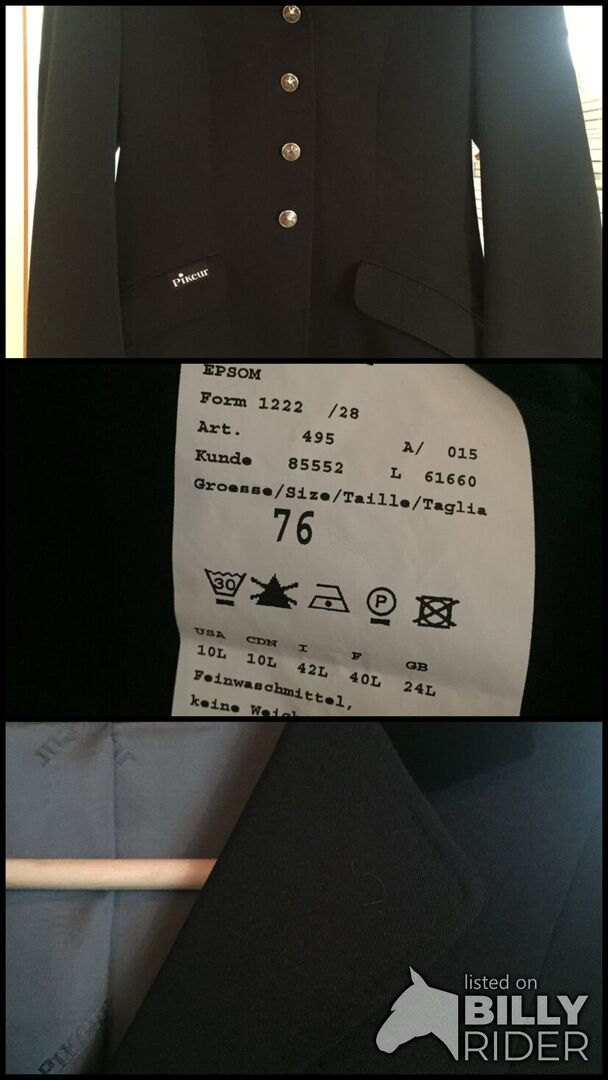 PiKeur
EPSOM
Form 1222 /28
Art. 495 A/ 015
Kunde 85552 L 61660
Groesse/Size/Taille/Taglia
76
30 P
USA CDN I F GB
10L 10L 42L 40L 24L
Feinwaschmittel,
keine
listed on
BILLY
RIDER